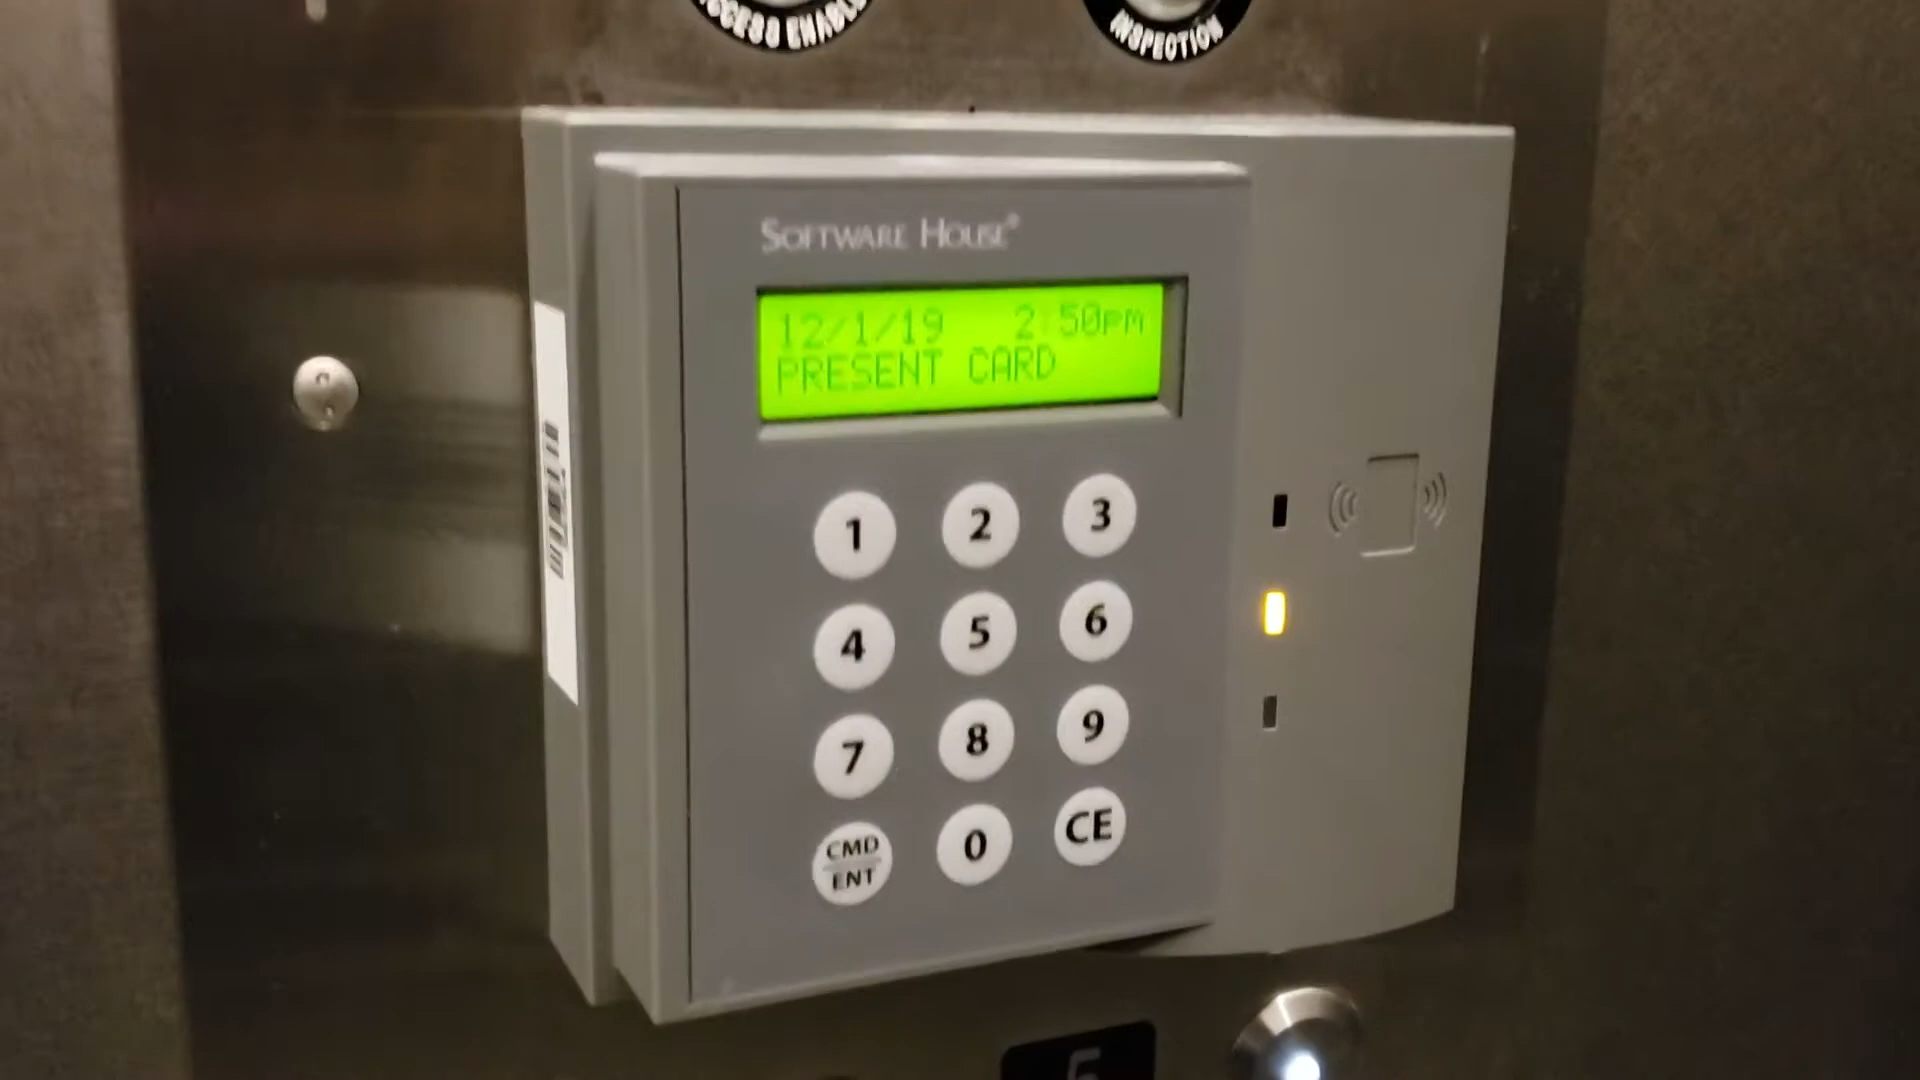 INSPECTION
SOFTWARE HOUSE®
12/1/19 2:50pm
PRESENT CARD
1 2 3
4 5 6
7 8 9
CMD
ENT
0 CE